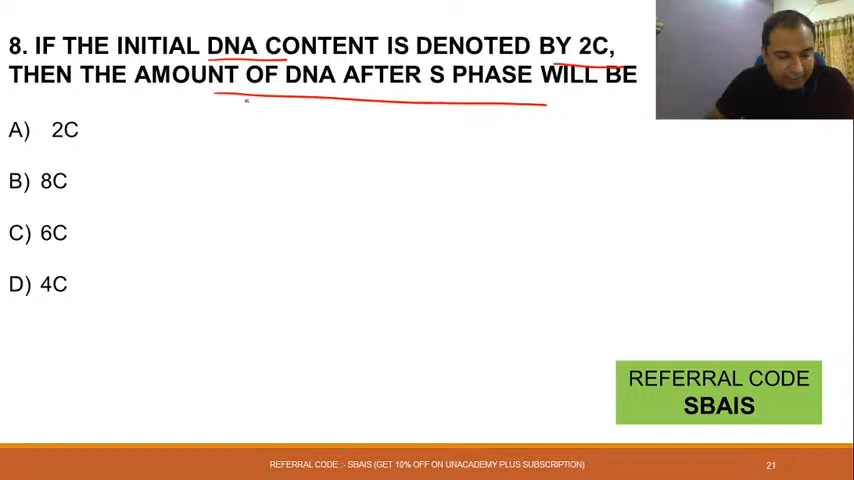 8. IF THE INITIAL DNA CONTENT IS DENOTED BY 2C,
THEN THE AMOUNT OF DNA AFTER S PHASE WILL BE
A) 2C
B) 8C
C) 6C
D) 4C
REFERRAL CODE
SBAIS
REFERRAL CODE :- SBAIS (GET 10% OFF ON UNACADEMY PLUS SUBSCRIPTION)
21